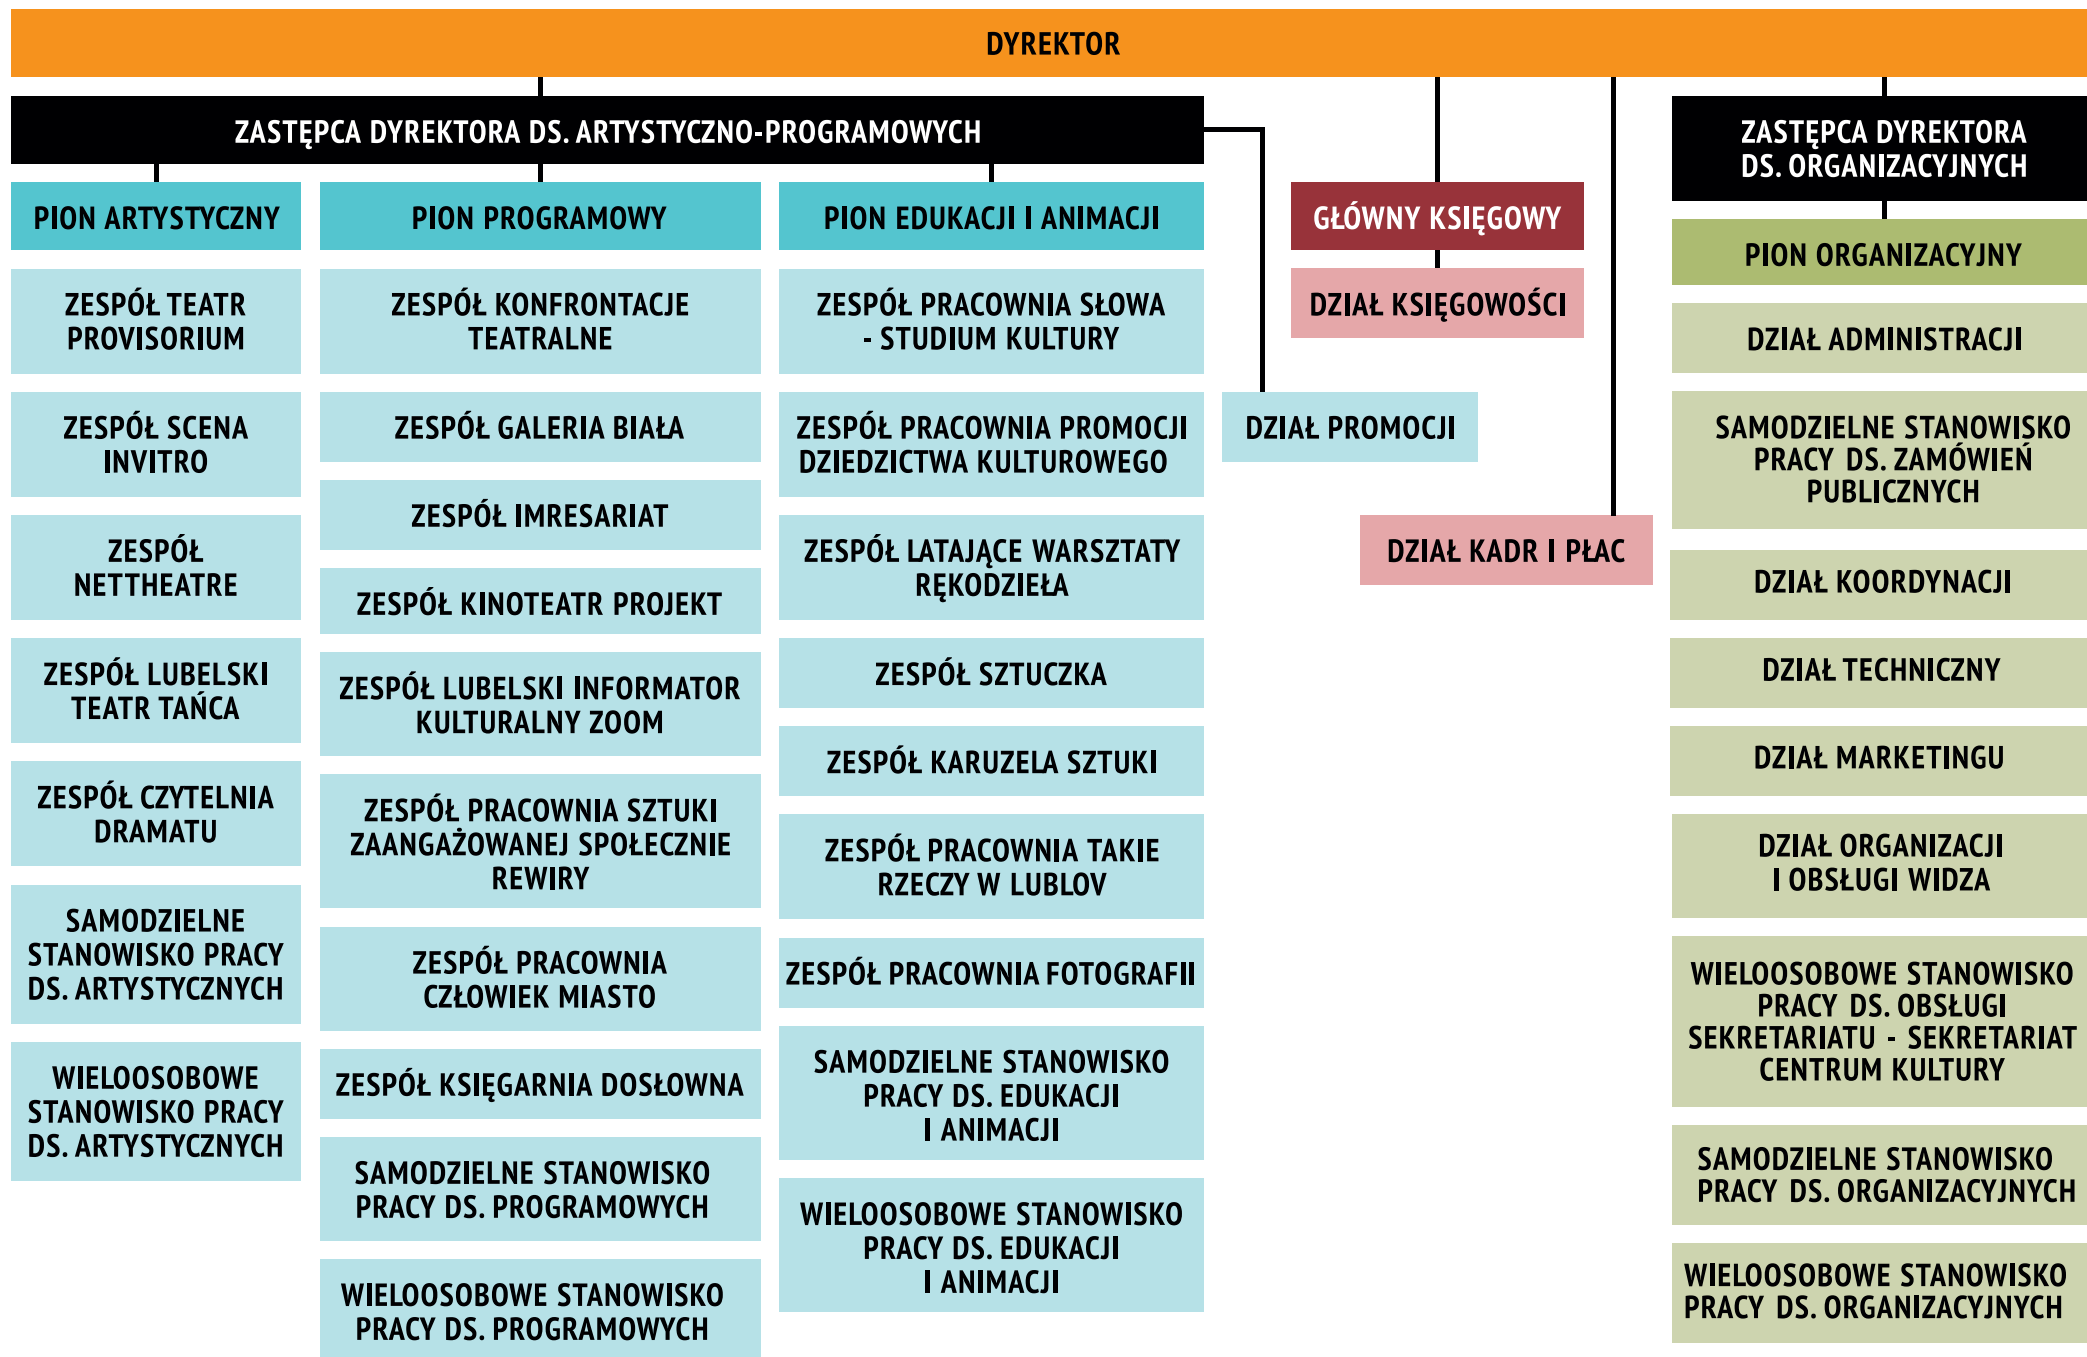 DYREKTOR
ZASTĘPCA DYREKTORA DS. ARTYSTYCZNO-PROGRAMOWYCH
PION ARTYSTYCZNY
ZESPÓŁ TEATR
PROVISORIUM
ZESPÓŁ SCENA
INVITRO
ZESPÓŁ
NETTHEATRE
ZESPÓŁ LUBELSKI
TEATR TAŃCA
ZESPÓŁ CZYTELNIA
DRAMATU
SAMODZIELNE
STANOWISKO PRACY
DS. ARTYSTYCZNYCH
WIELOOSOBOWE
STANOWISKO PRACY
DS. ARTYSTYCZNYCH
PION PROGRAMOWY
ZESPÓŁ KONFRONTACJE
TEATRALNE
ZESPÓŁ GALERIA BIAŁA
ZESPÓŁ IMRESARIAT
ZESPÓŁ KINOTEATR PROJEKT
ZESPÓŁ LUBELSKI INFORMATOR
KULTURALNY ZOOM
ZESPÓŁ PRACOWNIA SZTUKI
ZAANGAŻOWANEJ SPOŁECZNIE
REWIRY
ZESPÓŁ PRACOWNIA
CZŁOWIEK MIASTO
ZESPÓŁ KSIĘGARNIA DOSŁOWNA
SAMODZIELNE STANOWISKO
PRACY DS. PROGRAMOWYCH
WIELOOSOBOWE STANOWISKO
PRACY DS. PROGRAMOWYCH
PION EDUKACJI I ANIMACJI
ZESPÓŁ PRACOWNIA SŁOWA
- STUDIUM KULTURY
ZESPÓŁ PRACOWNIA PROMOCJI
DZIEDZICTWA KULTUROWEGO
ZESPÓŁ LATAJĄCE WARSZTATY
RĘKODZIEŁA
ZESPÓŁ SZTUCZKA
ZESPÓŁ KARUZELA SZTUKI
ZESPÓŁ PRACOWNIA TAKIE
RZECZY W LUBLOV
ZESPÓŁ PRACOWNIA FOTOGRAFII
SAMODZIELNE STANOWISKO
PRACY DS. EDUKACJI
I ANIMACJI
WIELOOSOBOWE STANOWISKO
PRACY DS. EDUKACJI
I ANIMACJI
DZIAŁ PROMOCJI
GŁÓWNY KSIĘGOWY
DZIAŁ KSIĘGOWOŚCI
DZIAŁ KADR I PŁAC
ZASTĘPCA DYREKTORA
DS. ORGANIZACYJNYCH
PION ORGANIZACYJNY
DZIAŁ ADMINISTRACJI
SAMODZIELNE STANOWISKO
PRACY DS. ZAMÓWIEŃ
PUBLICZNYCH
DZIAŁ KOORDYNACJI
DZIAŁ TECHNICZNY
DZIAŁ MARKETINGU
DZIAŁ ORGANIZACJI
I OBSŁUGI WIDZA
WIELOOSOBOWE STANOWISKO
PRACY DS. OBSŁUGI
SEKRETARIATU - SEKRETARIAT
CENTRUM KULTURY
SAMODZIELNE STANOWISKO
PRACY DS. ORGANIZACYJNYCH
WIELOOSOBOWE STANOWISKO
PRACY DS. ORGANIZACYJNYCH